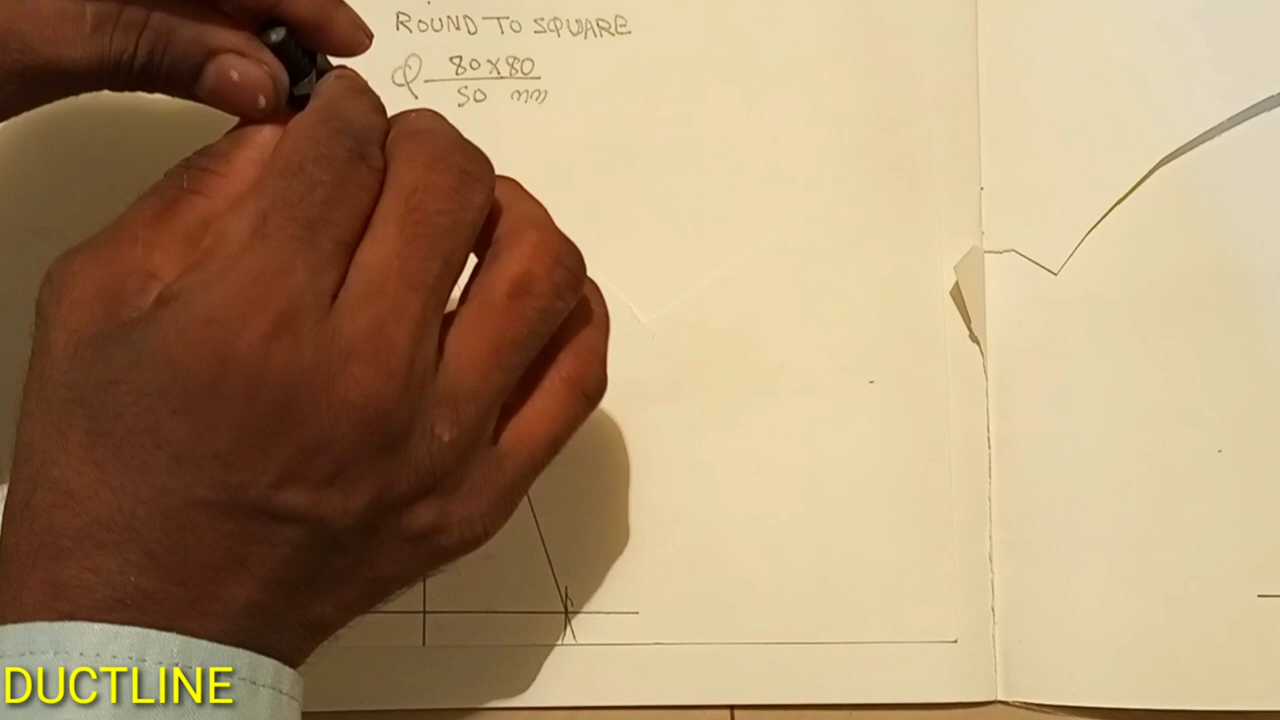 ROUND TO SQUARE
80X80
Φ
50 mm
DUCTLINE